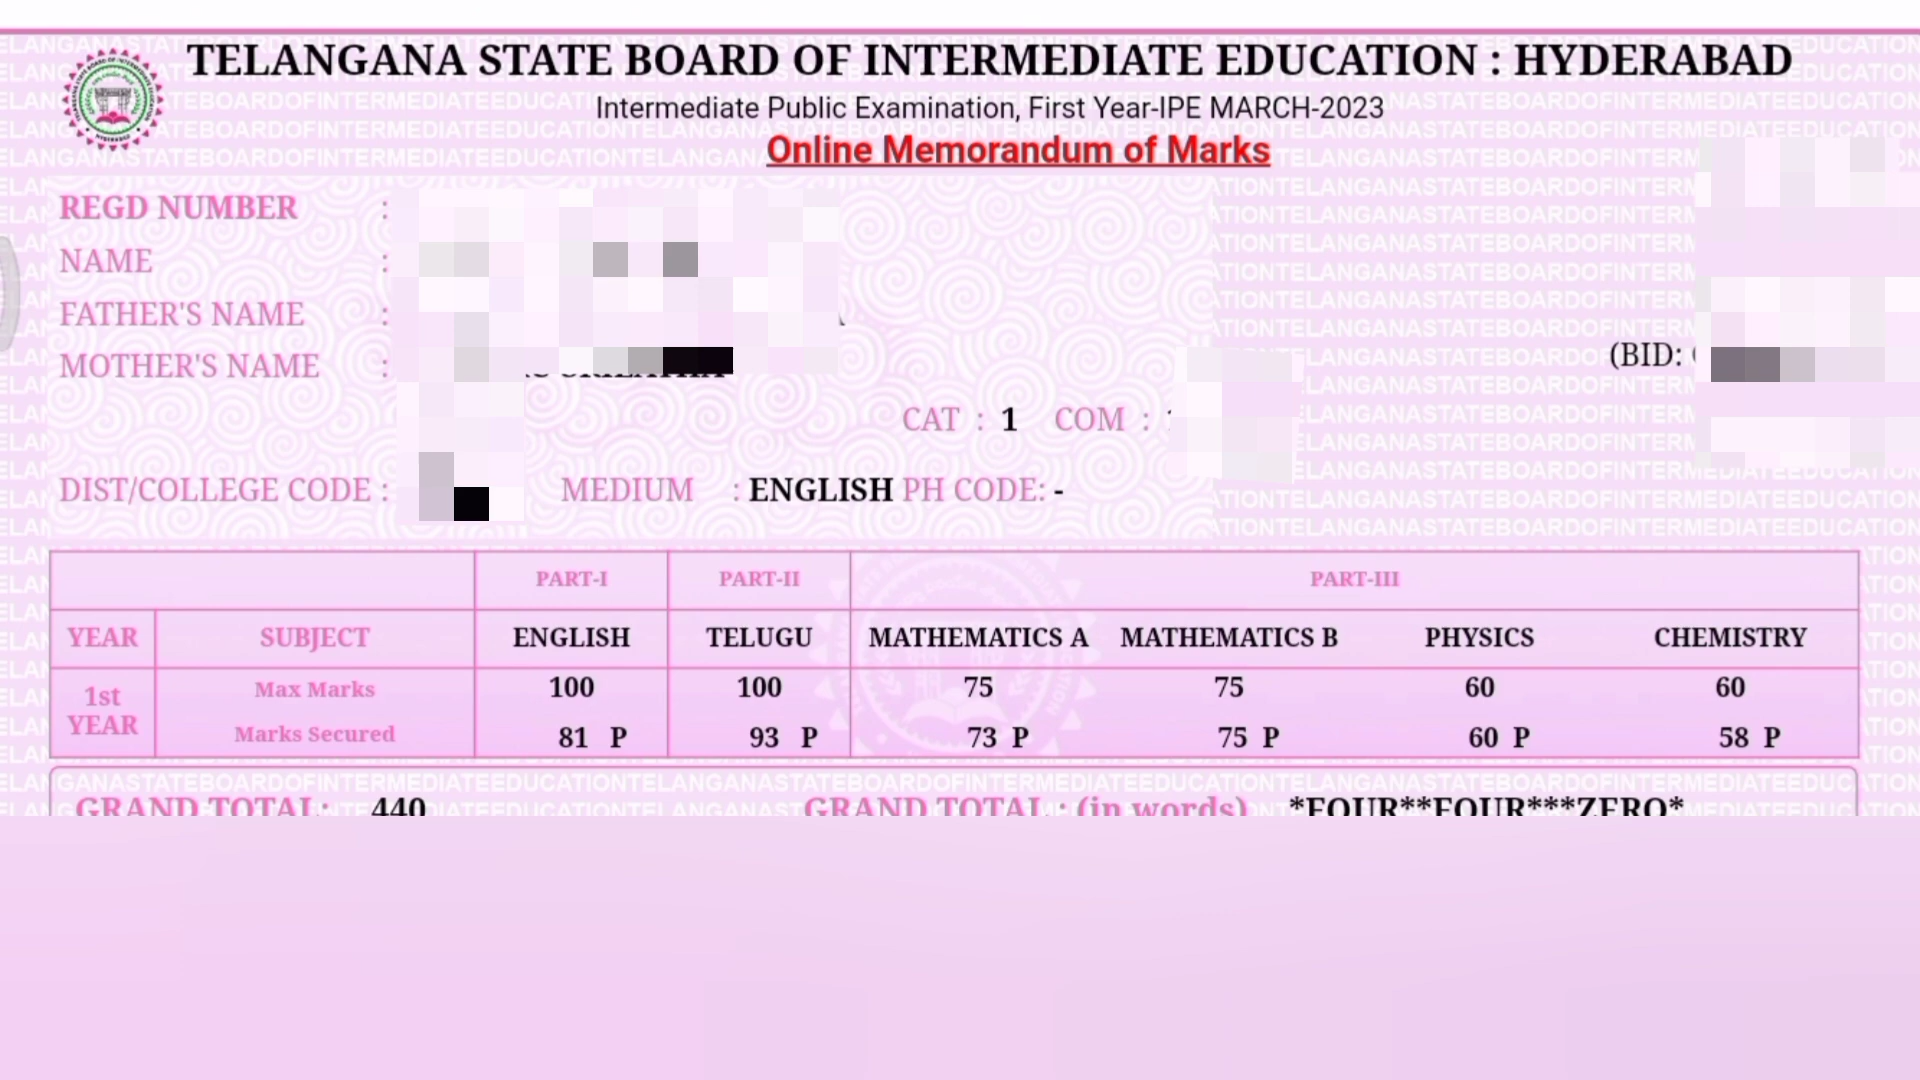 TELANGANA STATE BOARD OF INTERMEDIATE EDUCATION : HYDERABAD
Intermediate Public Examination, First Year-IPE MARCH-2023
Online Memorandum of Marks
REGD NUMBER :
NAME :
FATHER'S NAME :
MOTHER'S NAME :
(BID:
CAT : 1 COM :
DIST/COLLEGE CODE : MEDIUM : ENGLISH PH CODE: -
PART-I PART-II PART-III
YEAR SUBJECT ENGLISH TELUGU MATHEMATICS A MATHEMATICS B PHYSICS CHEMISTRY
1st YEAR Max Marks 100 100 75 75 60 60
Marks Secured 81 P 93 P 73 P 75 P 60 P 58 P
GRAND TOTAL: 440 GRAND TOTAL : (in words) *FOUR**FOUR***ZERO*